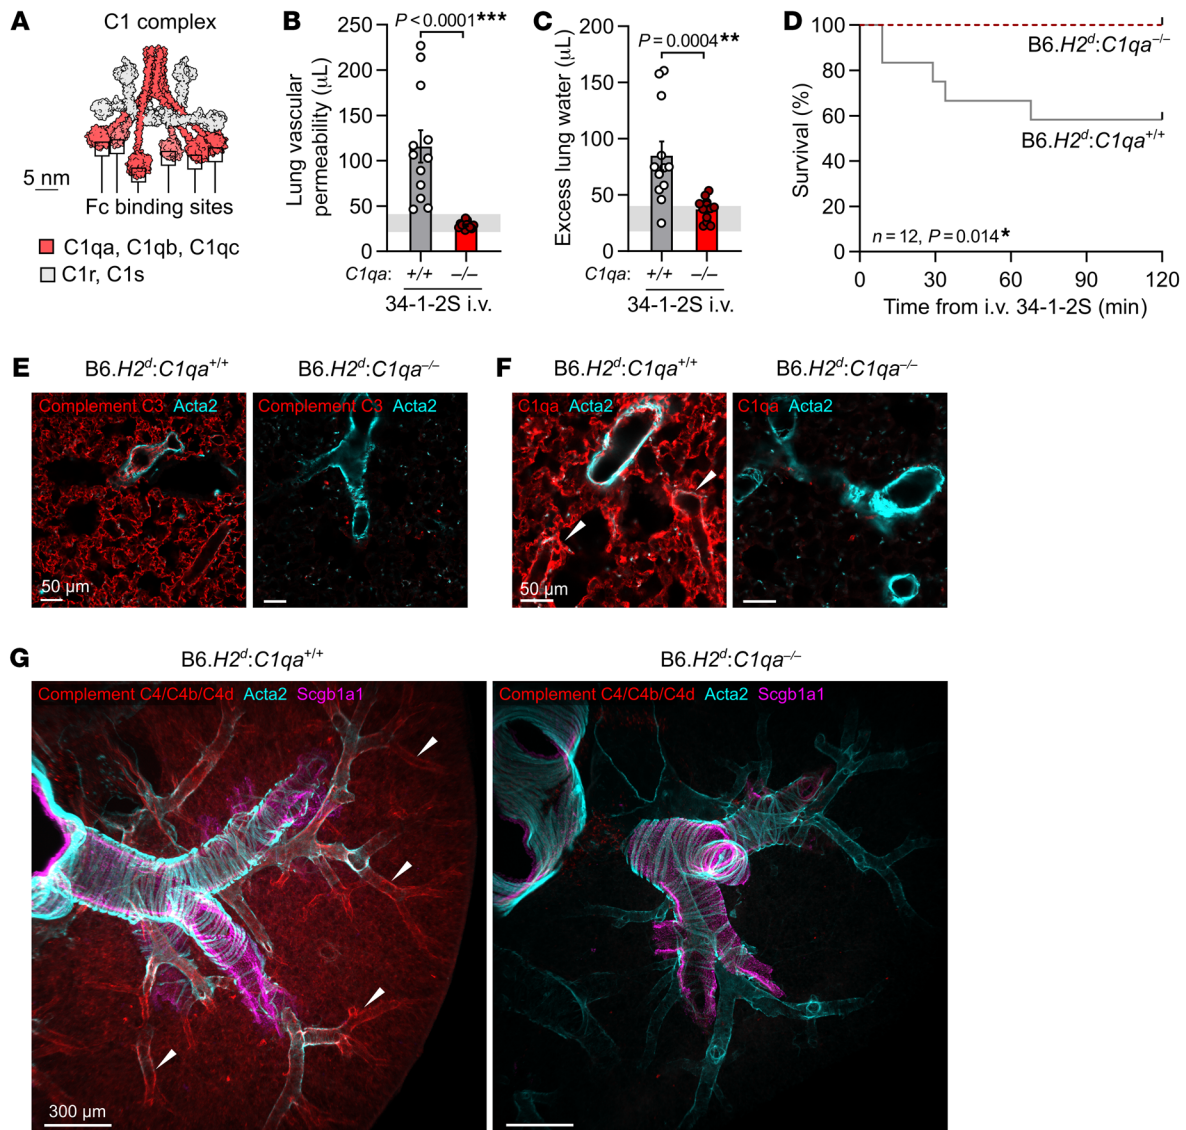 A
C1 complex
5 nm
Fc binding sites
C1qa, C1qb, C1qc
C1r, C1s
B
P < 0.0001***
Lung vascular
permeability (µL)
250
200
150
100
50
0
C1qa: +/+ –/–
34-1-2S i.v.
C
P = 0.0004 **
Excess lung water (µL)
200
150
100
50
0
C1qa: +/+ –/–
34-1-2S i.v.
D
Survival (%)
100
80
60
40
20
0
B6.H2ᵈ:C1qa⁻/⁻
B6.H2ᵈ:C1qa⁺/⁺
n = 12, P = 0.014*
0 30 60 90 120
Time from i.v. 34-1-2S (min)
E
B6.H2ᵈ:C1qa⁺/⁺ B6.H2ᵈ:C1qa⁻/⁻
Complement C3 Acta2
Complement C3 Acta2
50 µm
F
B6.H2ᵈ:C1qa⁺/⁺ B6.H2ᵈ:C1qa⁻/⁻
C1qa Acta2
C1qa Acta2
50 µm
G
B6.H2ᵈ:C1qa⁺/⁺ B6.H2ᵈ:C1qa⁻/⁻
Complement C4/C4b/C4d Acta2 Scgb1a1
Complement C4/C4b/C4d Acta2 Scgb1a1
300 µm